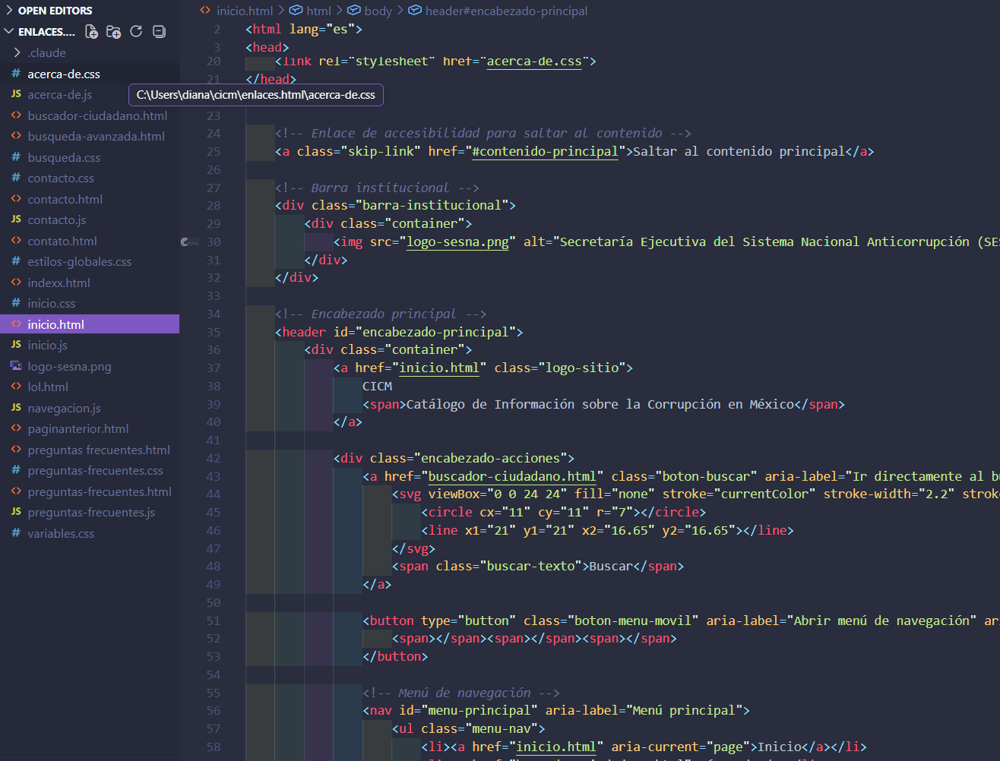 OPEN EDITORS
ENLACES....
.claude
acerca-de.css
JS acerca-de.js
buscador-ciudadano.html
busqueda-avanzada.html
busqueda.css
contacto.css
contacto.html
JS contacto.js
contato.html
estilos-globales.css
indexx.html
inicio.css
inicio.html
JS inicio.js
logo-sesna.png
lol.html
JS navegacion.js
paginanterior.html
preguntas frecuentes.html
preguntas-frecuentes.css
preguntas-frecuentes.html
JS preguntas-frecuentes.js
variables.css
C:\Users\diana\cicm\enlaces.html\acerca-de.css
inicio.html > html > body > header#encabezado-principal
2 <html lang="es">
3 <head>
20 <link rel="stylesheet" href="acerca-de.css">
21 </head>
23
24 <!-- Enlace de accesibilidad para saltar al contenido -->
25 <a class="skip-link" href="#contenido-principal">Saltar al contenido principal</a>
26
27 <!-- Barra institucional -->
28 <div class="barra-institucional">
29 <div class="container">
30 <img src="logo-sesna.png" alt="Secretaría Ejecutiva del Sistema Nacional Anticorrupción (SES
31 </div>
32 </div>
33
34 <!-- Encabezado principal -->
35 <header id="encabezado-principal">
36 <div class="container">
37 <a href="inicio.html" class="logo-sitio">
38 CICM
39 <span>Catálogo de Información sobre la Corrupción en México</span>
40 </a>
41
42 <div class="encabezado-acciones">
43 <a href="buscador-ciudadano.html" class="boton-buscar" aria-label="Ir directamente al bu
44 <svg viewBox="0 0 24 24" fill="none" stroke="currentColor" stroke-width="2.2" strok
45 <circle cx="11" cy="11" r="7"></circle>
46 <line x1="21" y1="21" x2="16.65" y2="16.65"></line>
47 </svg>
48 <span class="buscar-texto">Buscar</span>
49 </a>
50
51 <button type="button" class="boton-menu-movil" aria-label="Abrir menú de navegación" ar
52 <span></span><span></span><span></span>
53 </button>
54
55 <!-- Menú de navegación -->
56 <nav id="menu-principal" aria-label="Menú principal">
57 <ul class="menu-nav">
58 <li><a href="inicio.html" aria-current="page">Inicio</a></li>